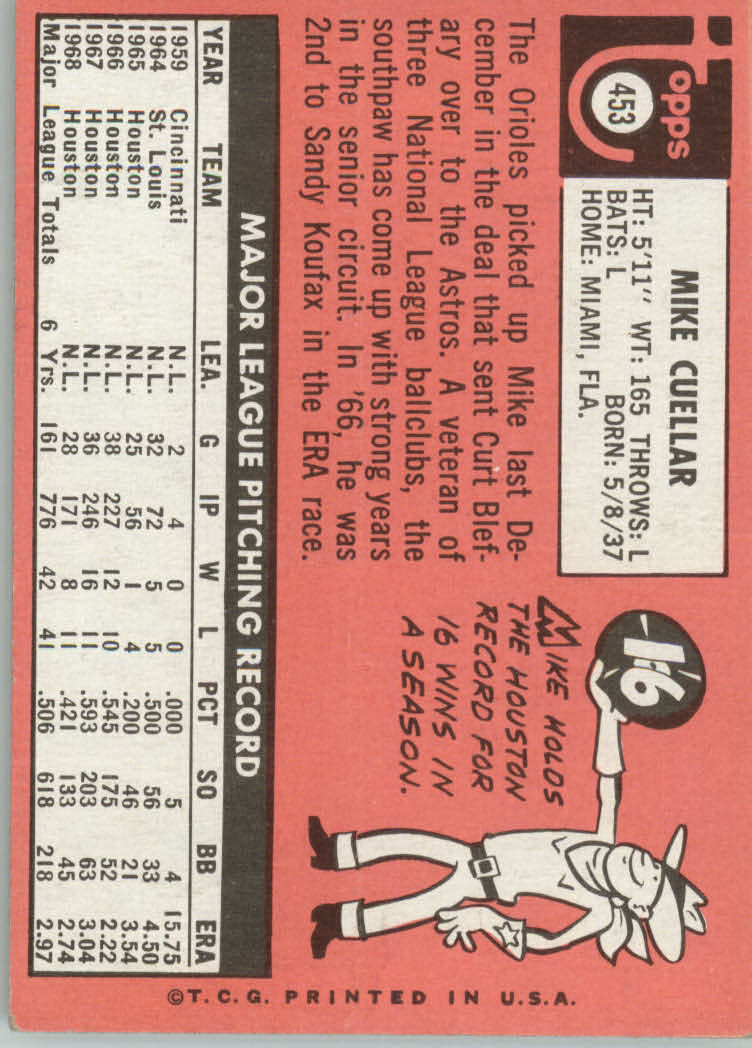 Topps
453
MIKE CUELLAR
HT: 5'11" WT: 165 THROWS: L
BATS: L BORN: 5/8/37
HOME: MIAMI, FLA.
The Orioles picked up Mike last De-
cember in the deal that sent Curt Blef-
ary over to the Astros. A veteran of
three National League ballclubs, the
southpaw has come up with strong years
in the senior circuit. In '66, he was
2nd to Sandy Koufax in the ERA race.
16
MIKE HOLDS
THE HOUSTON
RECORD FOR
16 WINS IN
A SEASON.
MAJOR LEAGUE PITCHING RECORD
YEAR TEAM LEA. G IP W L PCT SO BB ERA
1959 Cincinnati N.L. 2 4 0 0 .000 5 4 15.75
1964 St. Louis N.L. 32 72 5 5 .500 56 33 4.50
1965 Houston N.L. 25 56 1 4 .200 46 21 3.54
1966 Houston N.L. 38 227 12 10 .545 175 52 2.22
1967 Houston N.L. 36 246 16 11 .593 203 63 3.04
1968 Houston N.L. 28 171 8 11 .421 133 45 2.74
Major League Totals 6 Yrs. 161 776 42 41 .506 618 218 2.97
©T.C.G. PRINTED IN U.S.A.